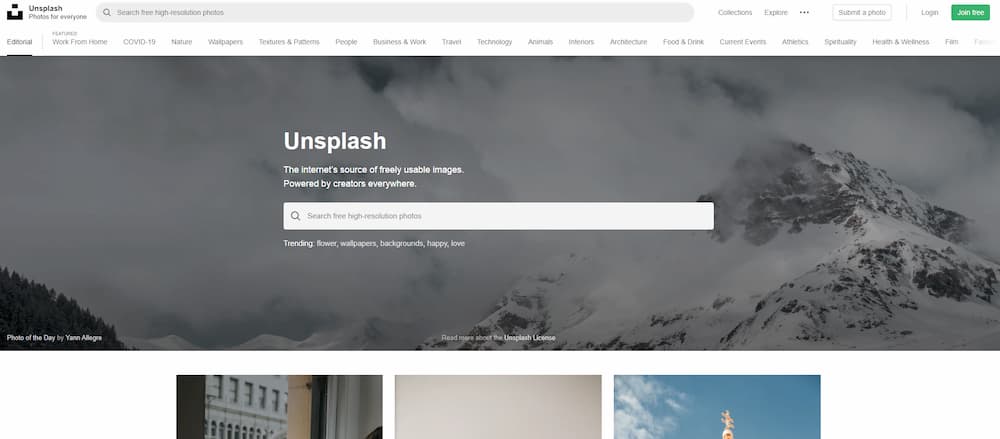 Unsplash
Photos for everyone
Search free high-resolution photos
Collections Explore ••• Submit a photo Login Join free
Editorial
FEATURED
Work From Home COVID-19 Nature Wallpapers Textures & Patterns People Business & Work Travel Technology Animals Interiors Architecture Food & Drink Current Events Athletics Spirituality Health & Wellness Film
Unsplash
The internet's source of freely usable images.
Powered by creators everywhere.
Search free high-resolution photos
Trending: flower, wallpapers, backgrounds, happy, love
Photo of the Day by Yann Allegre
Read more about the Unsplash License